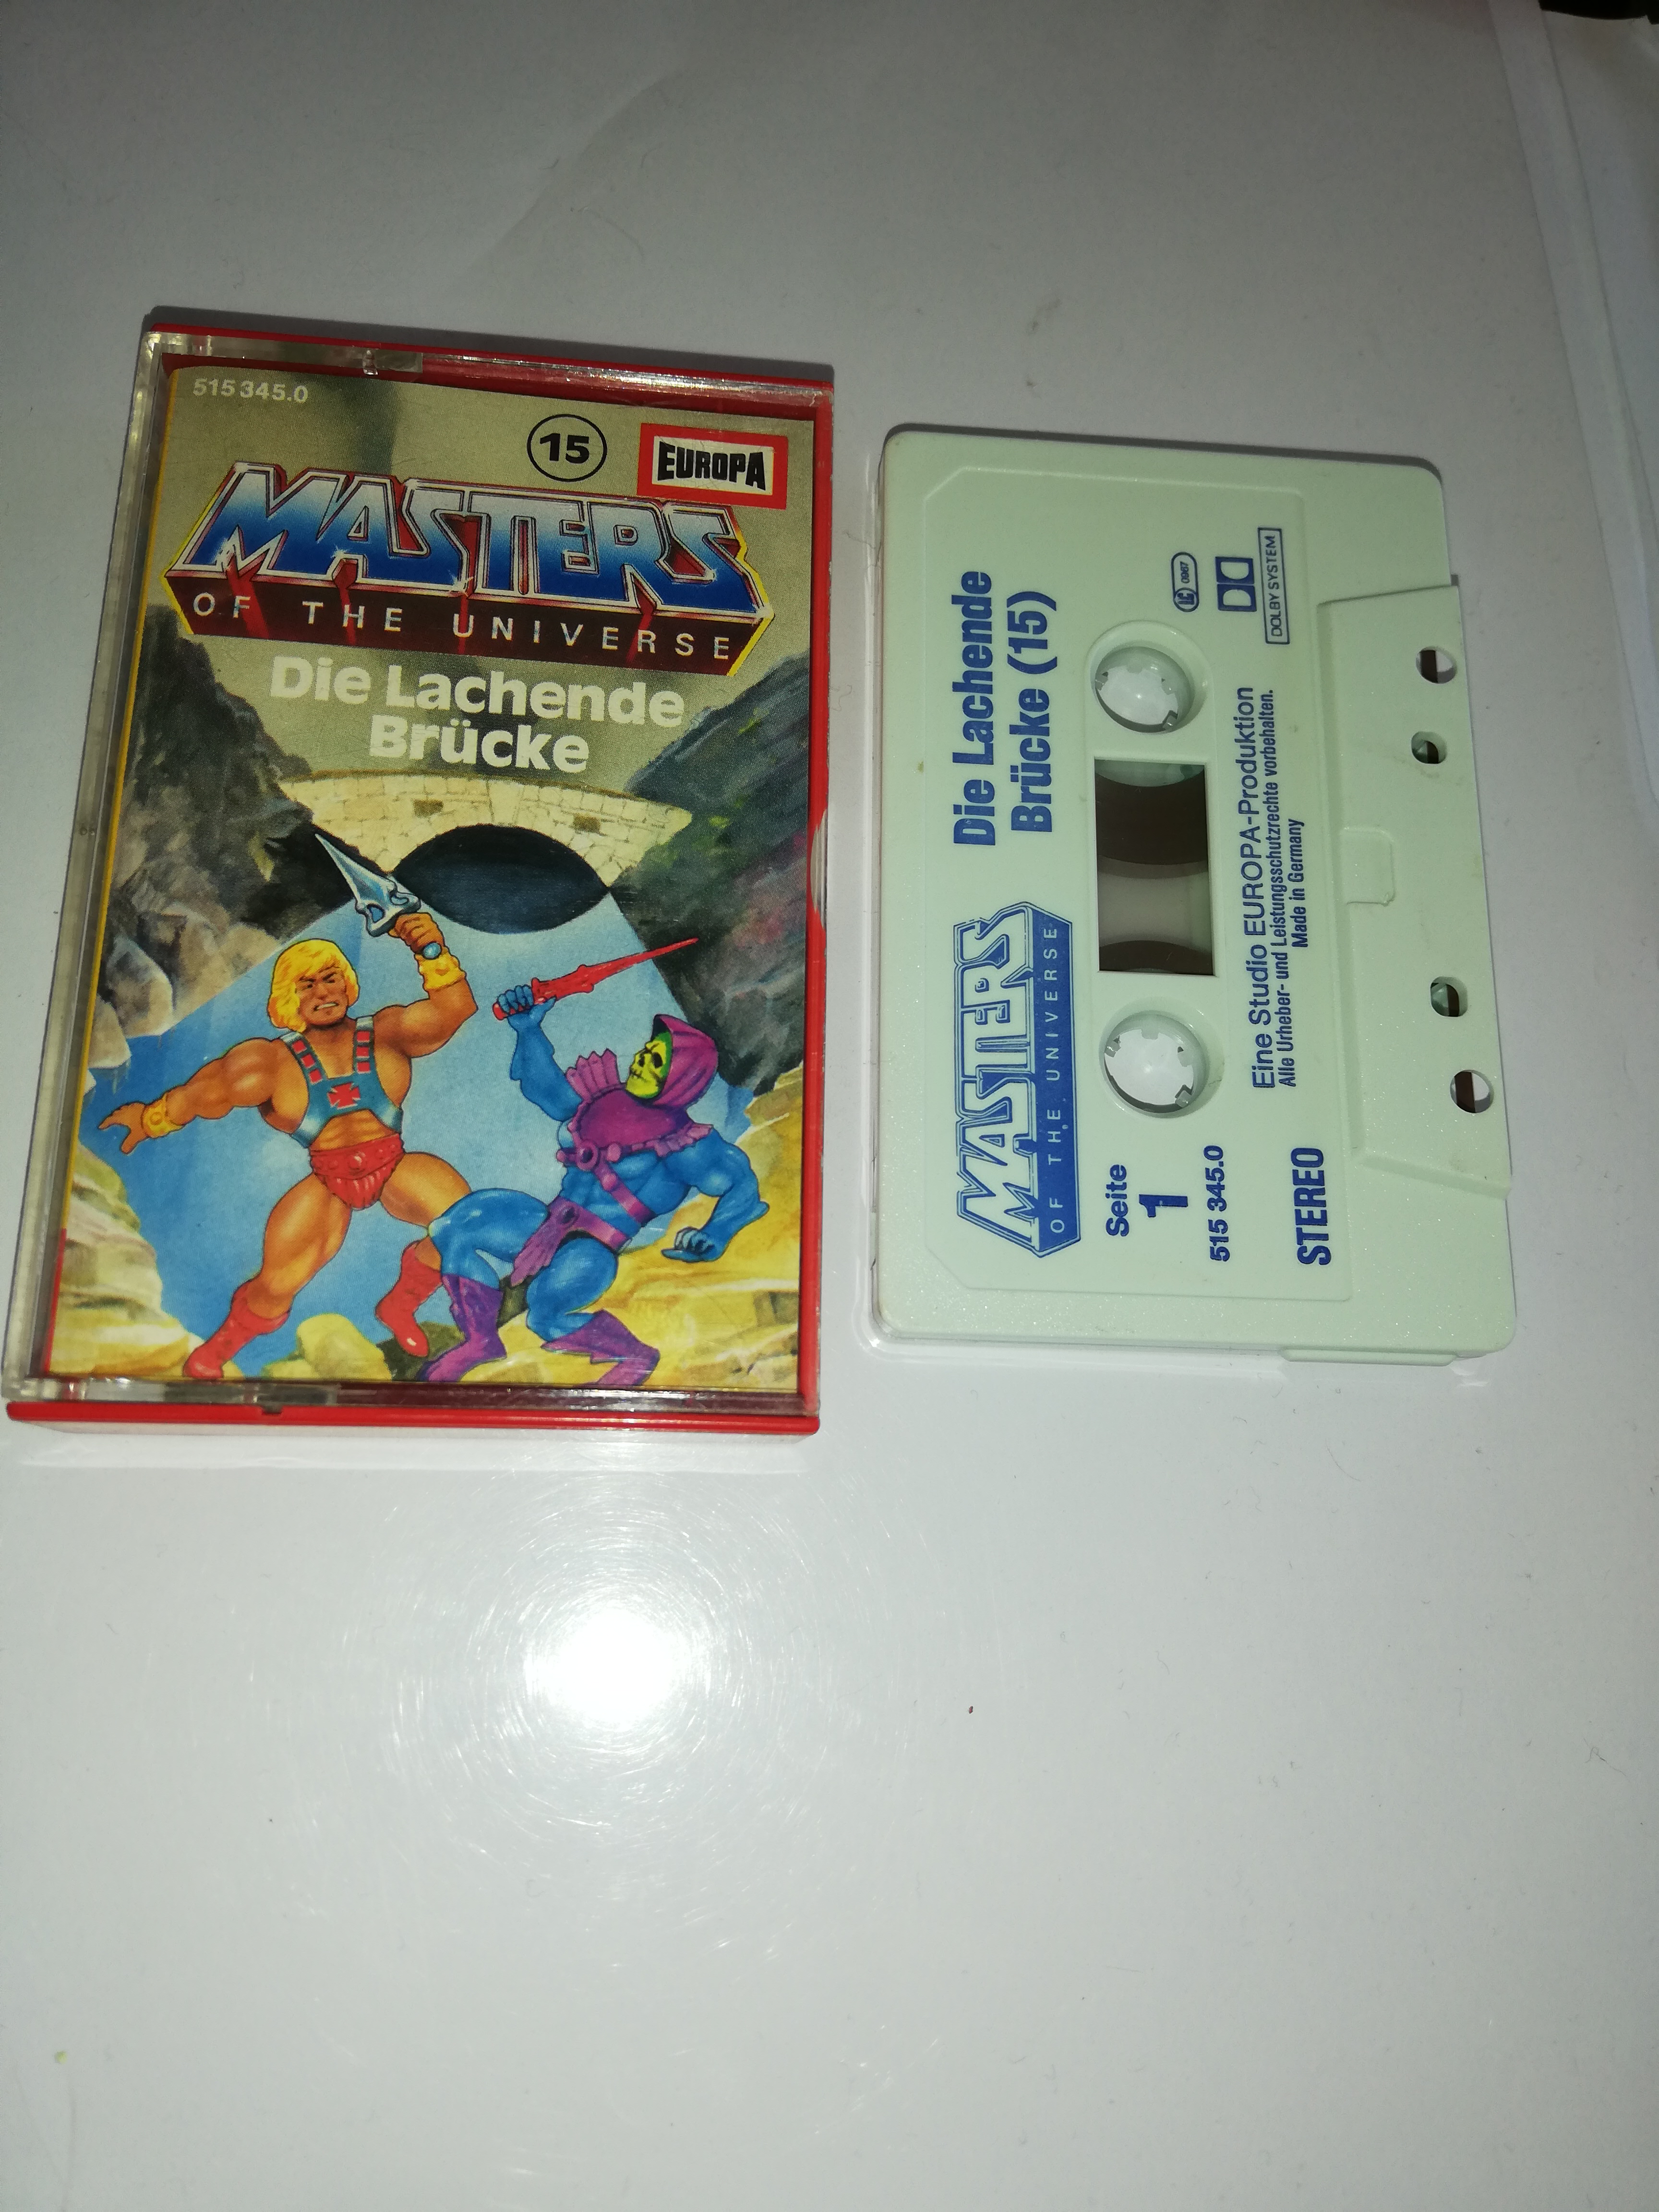 515 345.0
15
EUROPA
MASTERS
OF THE UNIVERSE
Die Lachende
Brücke
MASTERS
OF THE UNIVERSE
Die Lachende
Brücke (15)
Seite
1
515 345.0
LC 0967
STEREO
Eine Studio EUROPA-Produktion
Alle Urheber- und Leistungsschutzrechte vorbehalten.
Made in Germany
DOLBY SYSTEM